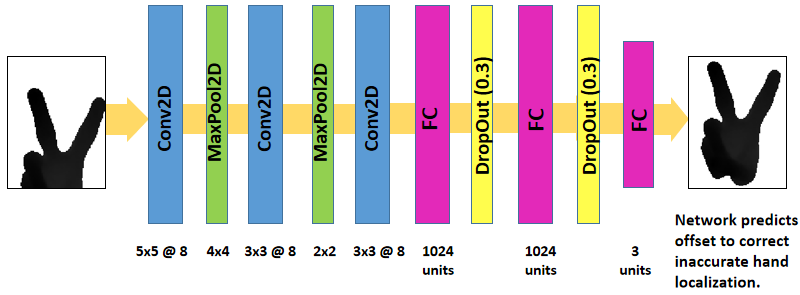 Conv2D
MaxPool2D
Conv2D
MaxPool2D
Conv2D
FC
DropOut (0.3)
FC
DropOut (0.3)
FC
5x5 @ 8
4x4
3x3 @ 8
2x2
3x3 @ 8
1024
units
1024
units
3
units
Network predicts
offset to correct
inaccurate hand
localization.